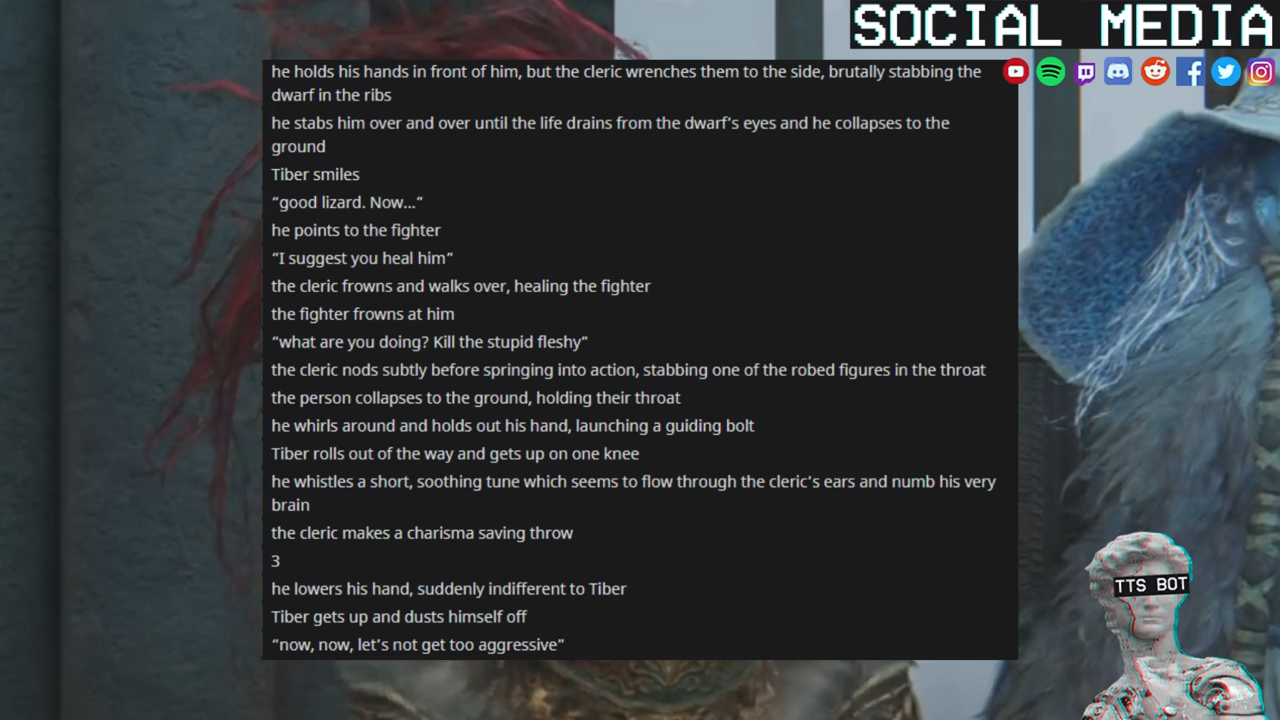 SOCIAL MEDIA
he holds his hands in front of him, but the cleric wrenches them to the side, brutally stabbing the
dwarf in the ribs
he stabs him over and over until the life drains from the dwarf's eyes and he collapses to the
ground
Tiber smiles
“good lizard. Now…”
he points to the fighter
“I suggest you heal him”
the cleric frowns and walks over, healing the fighter
the fighter frowns at him
“what are you doing? Kill the stupid fleshy”
the cleric nods subtly before springing into action, stabbing one of the robed figures in the throat
the person collapses to the ground, holding their throat
he whirls around and holds out his hand, launching a guiding bolt
Tiber rolls out of the way and gets up on one knee
he whistles a short, soothing tune which seems to flow through the cleric's ears and numb his very
brain
the cleric makes a charisma saving throw
3
he lowers his hand, suddenly indifferent to Tiber
Tiber gets up and dusts himself off
“now, now, let's not get too aggressive”
TTS BOT